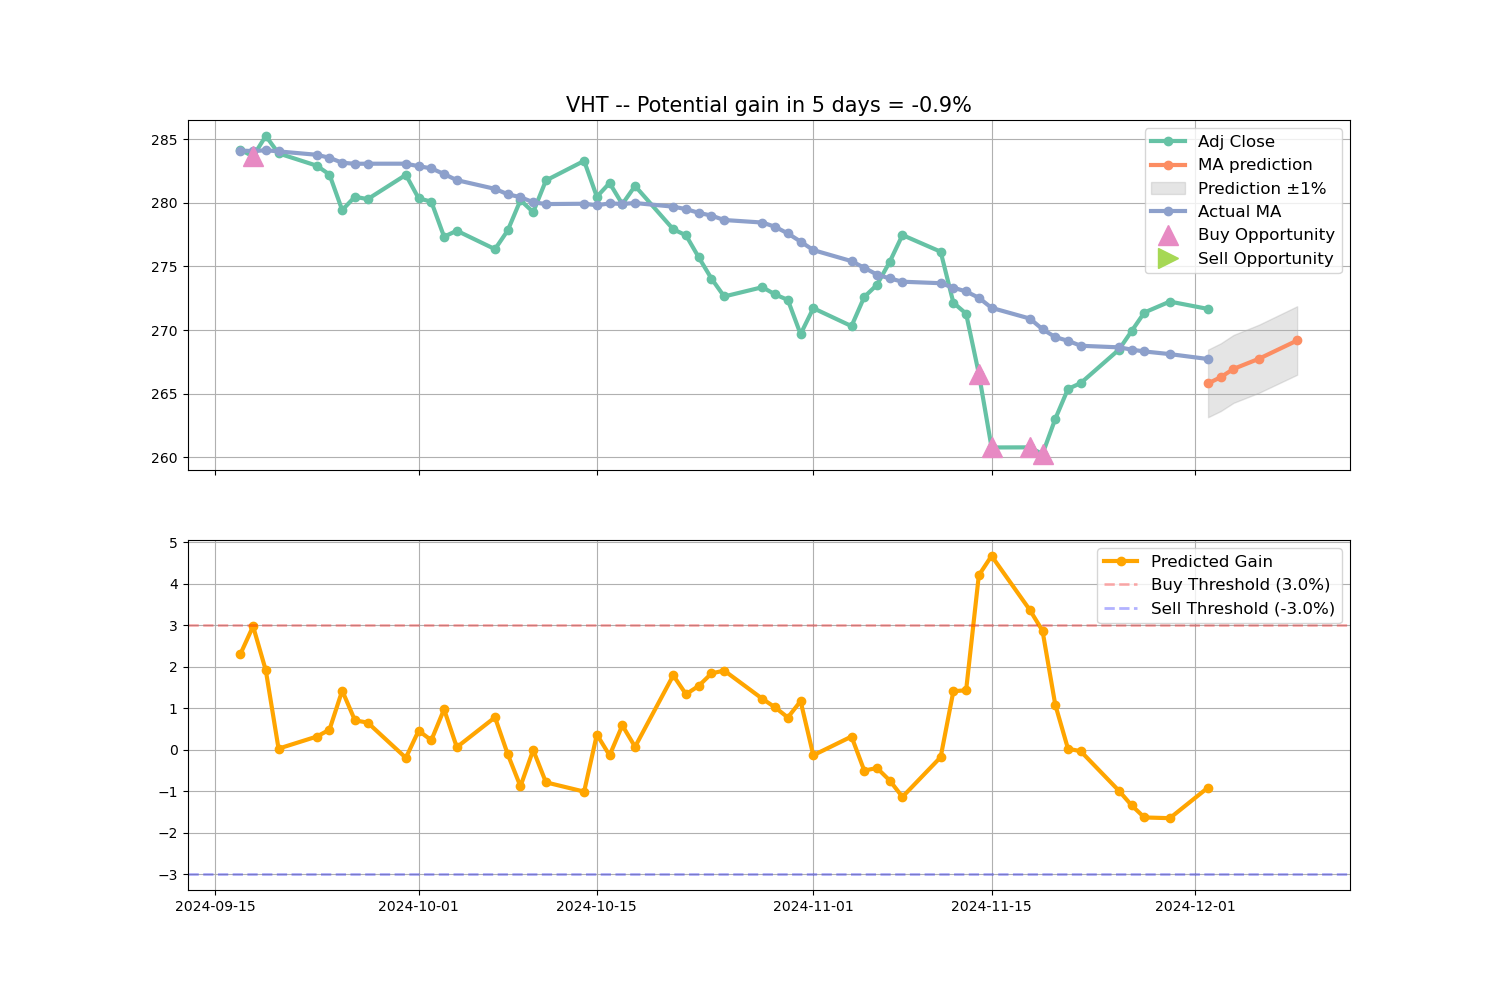 VHT -- Potential gain in 5 days = -0.9%
285
280
275
270
265
260
Adj Close
MA prediction
Prediction ±1%
Actual MA
Buy Opportunity
Sell Opportunity
5
4
3
2
1
0
−1
−2
−3
Predicted Gain
Buy Threshold (3.0%)
Sell Threshold (-3.0%)
2024-09-15
2024-10-01
2024-10-15
2024-11-01
2024-11-15
2024-12-01